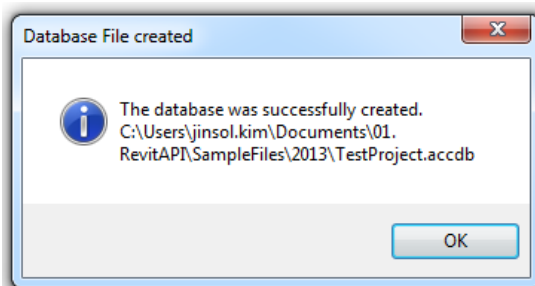 Database File created
The database was successfully created.
C:\Users\jinsol.kim\Documents\01.
RevitAPI\SampleFiles\2013\TestProject.accdb
OK